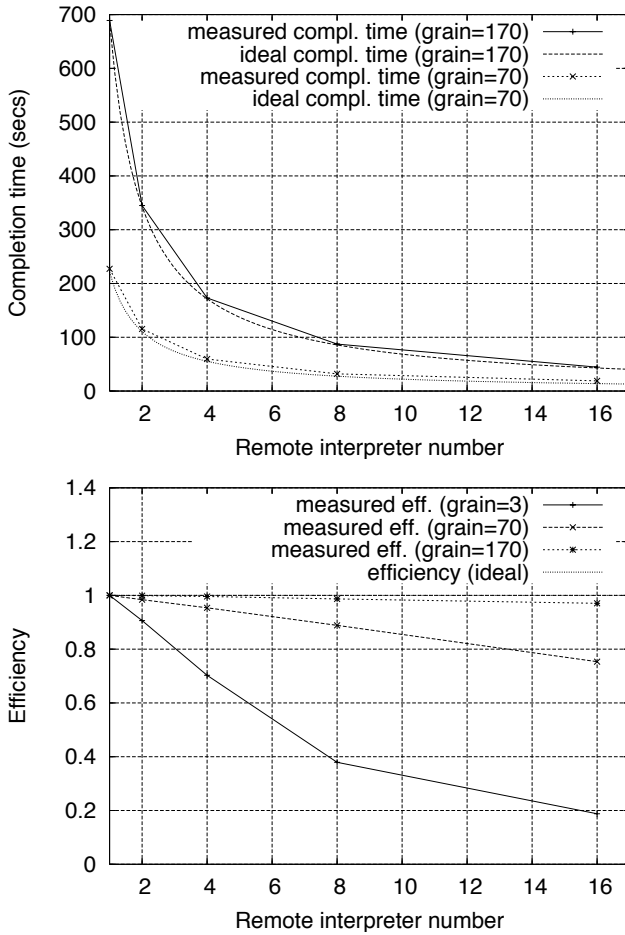 700
600
500
400
300
200
100
0
Completion time (secs)
measured compl. time (grain=170)
ideal compl. time (grain=170)
measured compl. time (grain=70)
ideal compl. time (grain=70)
2 4 6 8 10 12 14 16
Remote interpreter number
1.4
1.2
1
0.8
0.6
0.4
0.2
0
Efficiency
measured eff. (grain=3)
measured eff. (grain=70)
measured eff. (grain=170)
efficiency (ideal)
2 4 6 8 10 12 14 16
Remote interpreter number